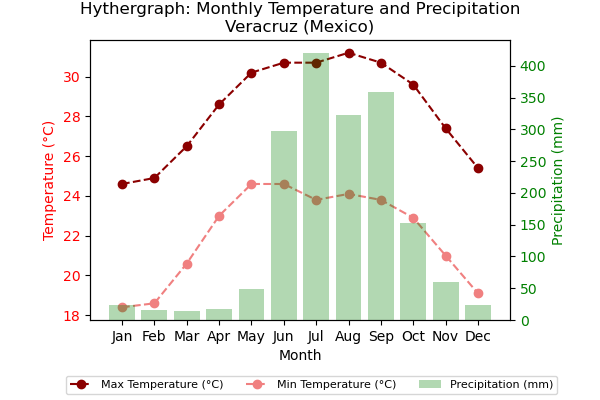 Hythergraph: Monthly Temperature and Precipitation
Veracruz (Mexico)
Temperature (°C)
30
28
26
24
22
20
18
400
350
300
250
200
150
100
50
0
Precipitation (mm)
Jan Feb Mar Apr May Jun Jul Aug Sep Oct Nov Dec
Month
Max Temperature (°C) Min Temperature (°C) Precipitation (mm)